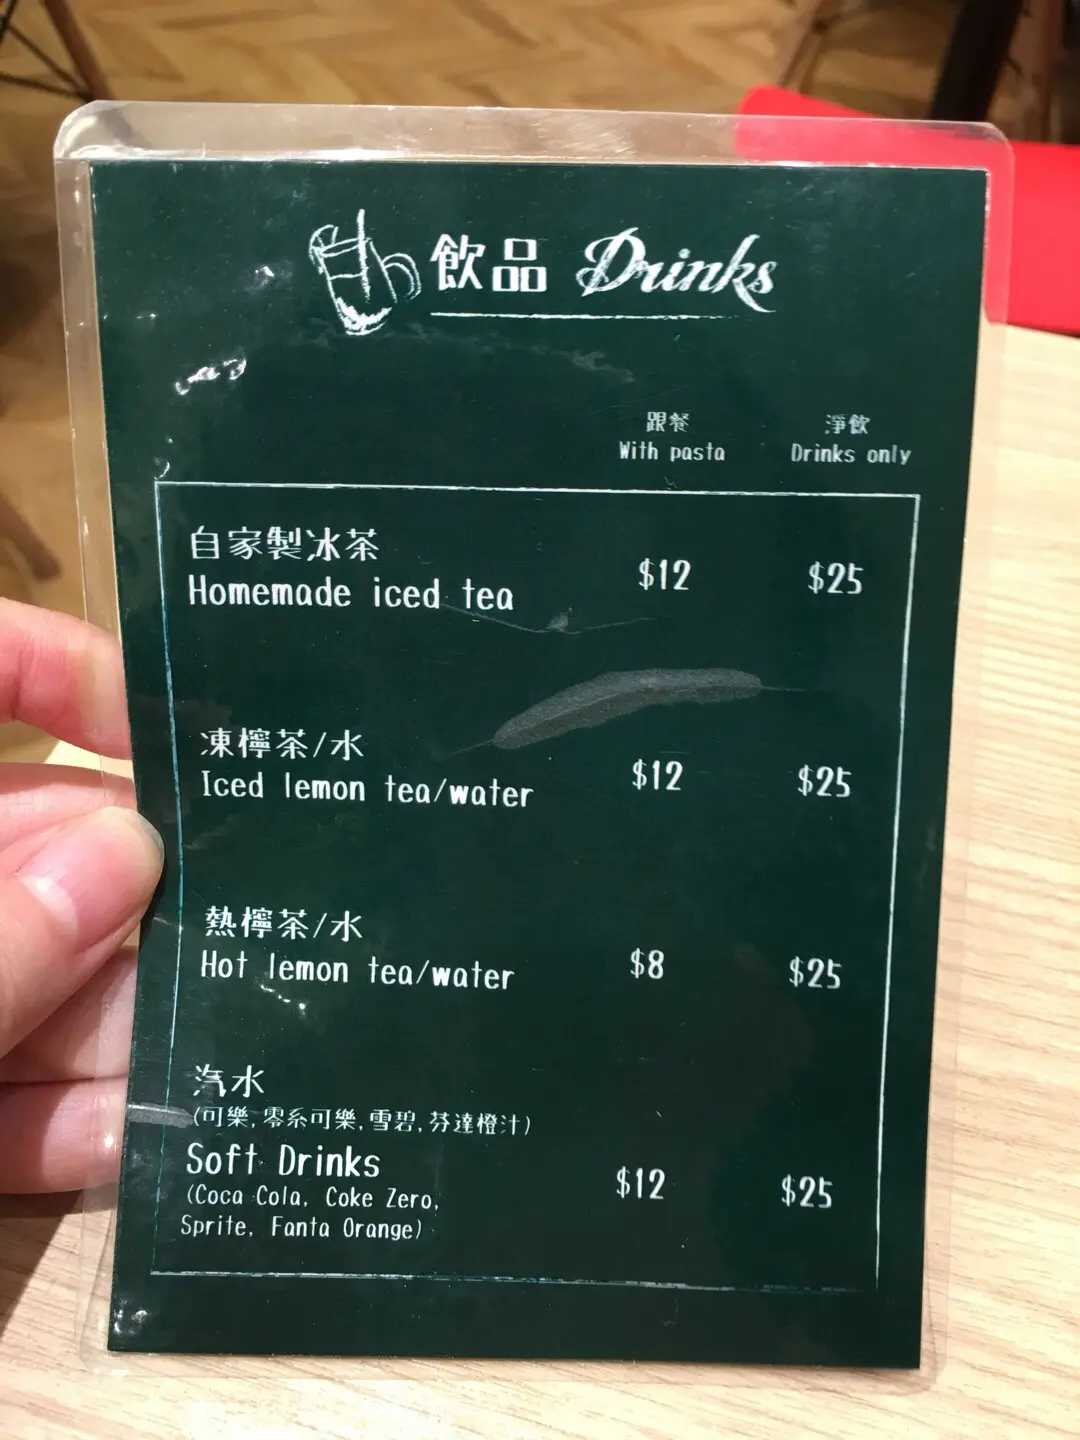 飲品 Drinks
跟餐 淨飲
With pasta Drinks only
自家製冰茶
Homemade iced tea $12 $25
凍檸茶/水
Iced lemon tea/water $12 $25
熱檸茶/水
Hot lemon tea/water $8 $25
汽水
(可樂,零系可樂,雪碧,芬達橙汁)
Soft Drinks $12 $25
(Coca Cola, Coke Zero,
Sprite, Fanta Orange)